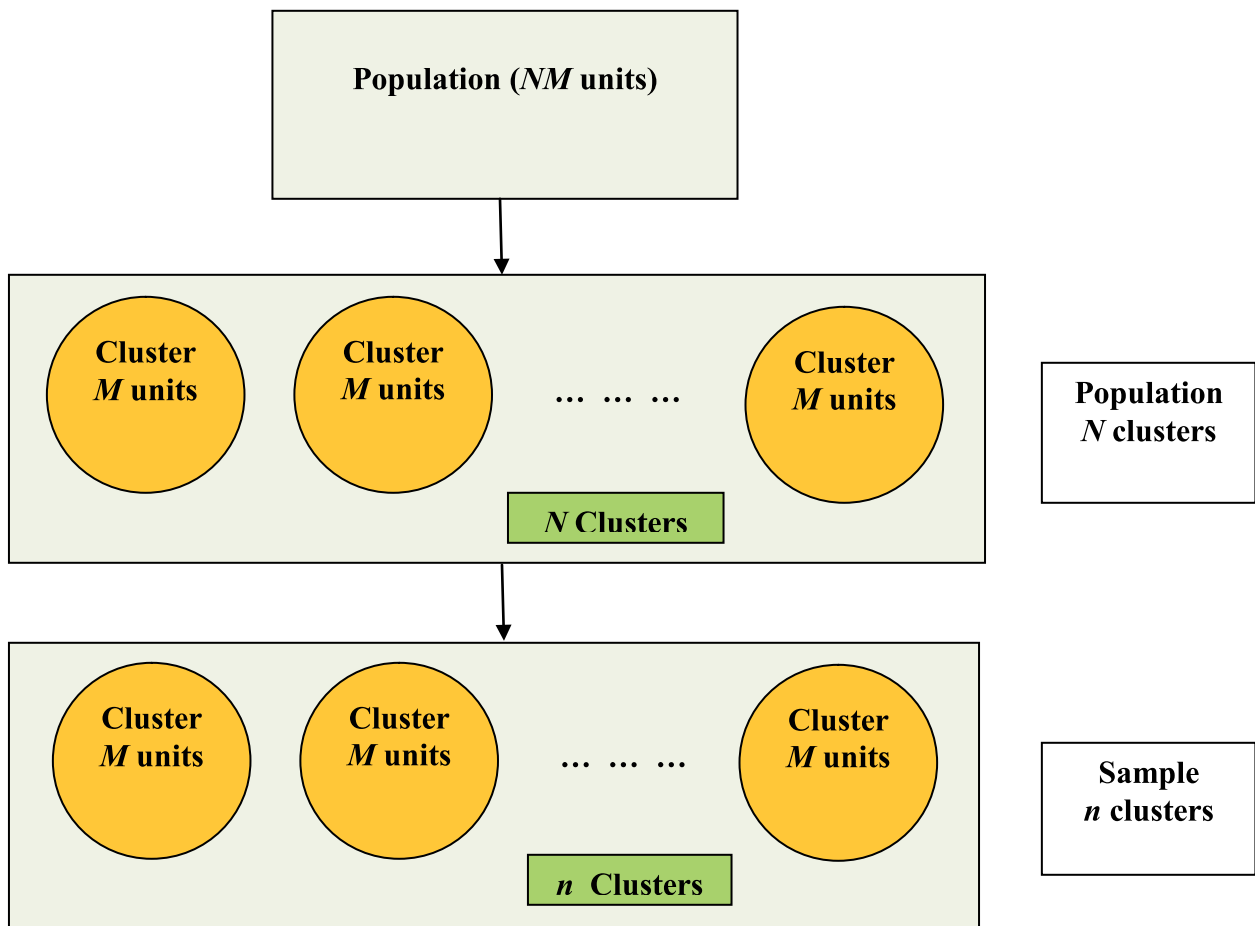 Population (NM units)
Cluster
M units
Cluster
M units
... ... ...
Cluster
M units
N Clusters
Population
N clusters
Cluster
M units
Cluster
M units
... ... ...
Cluster
M units
n Clusters
Sample
n clusters